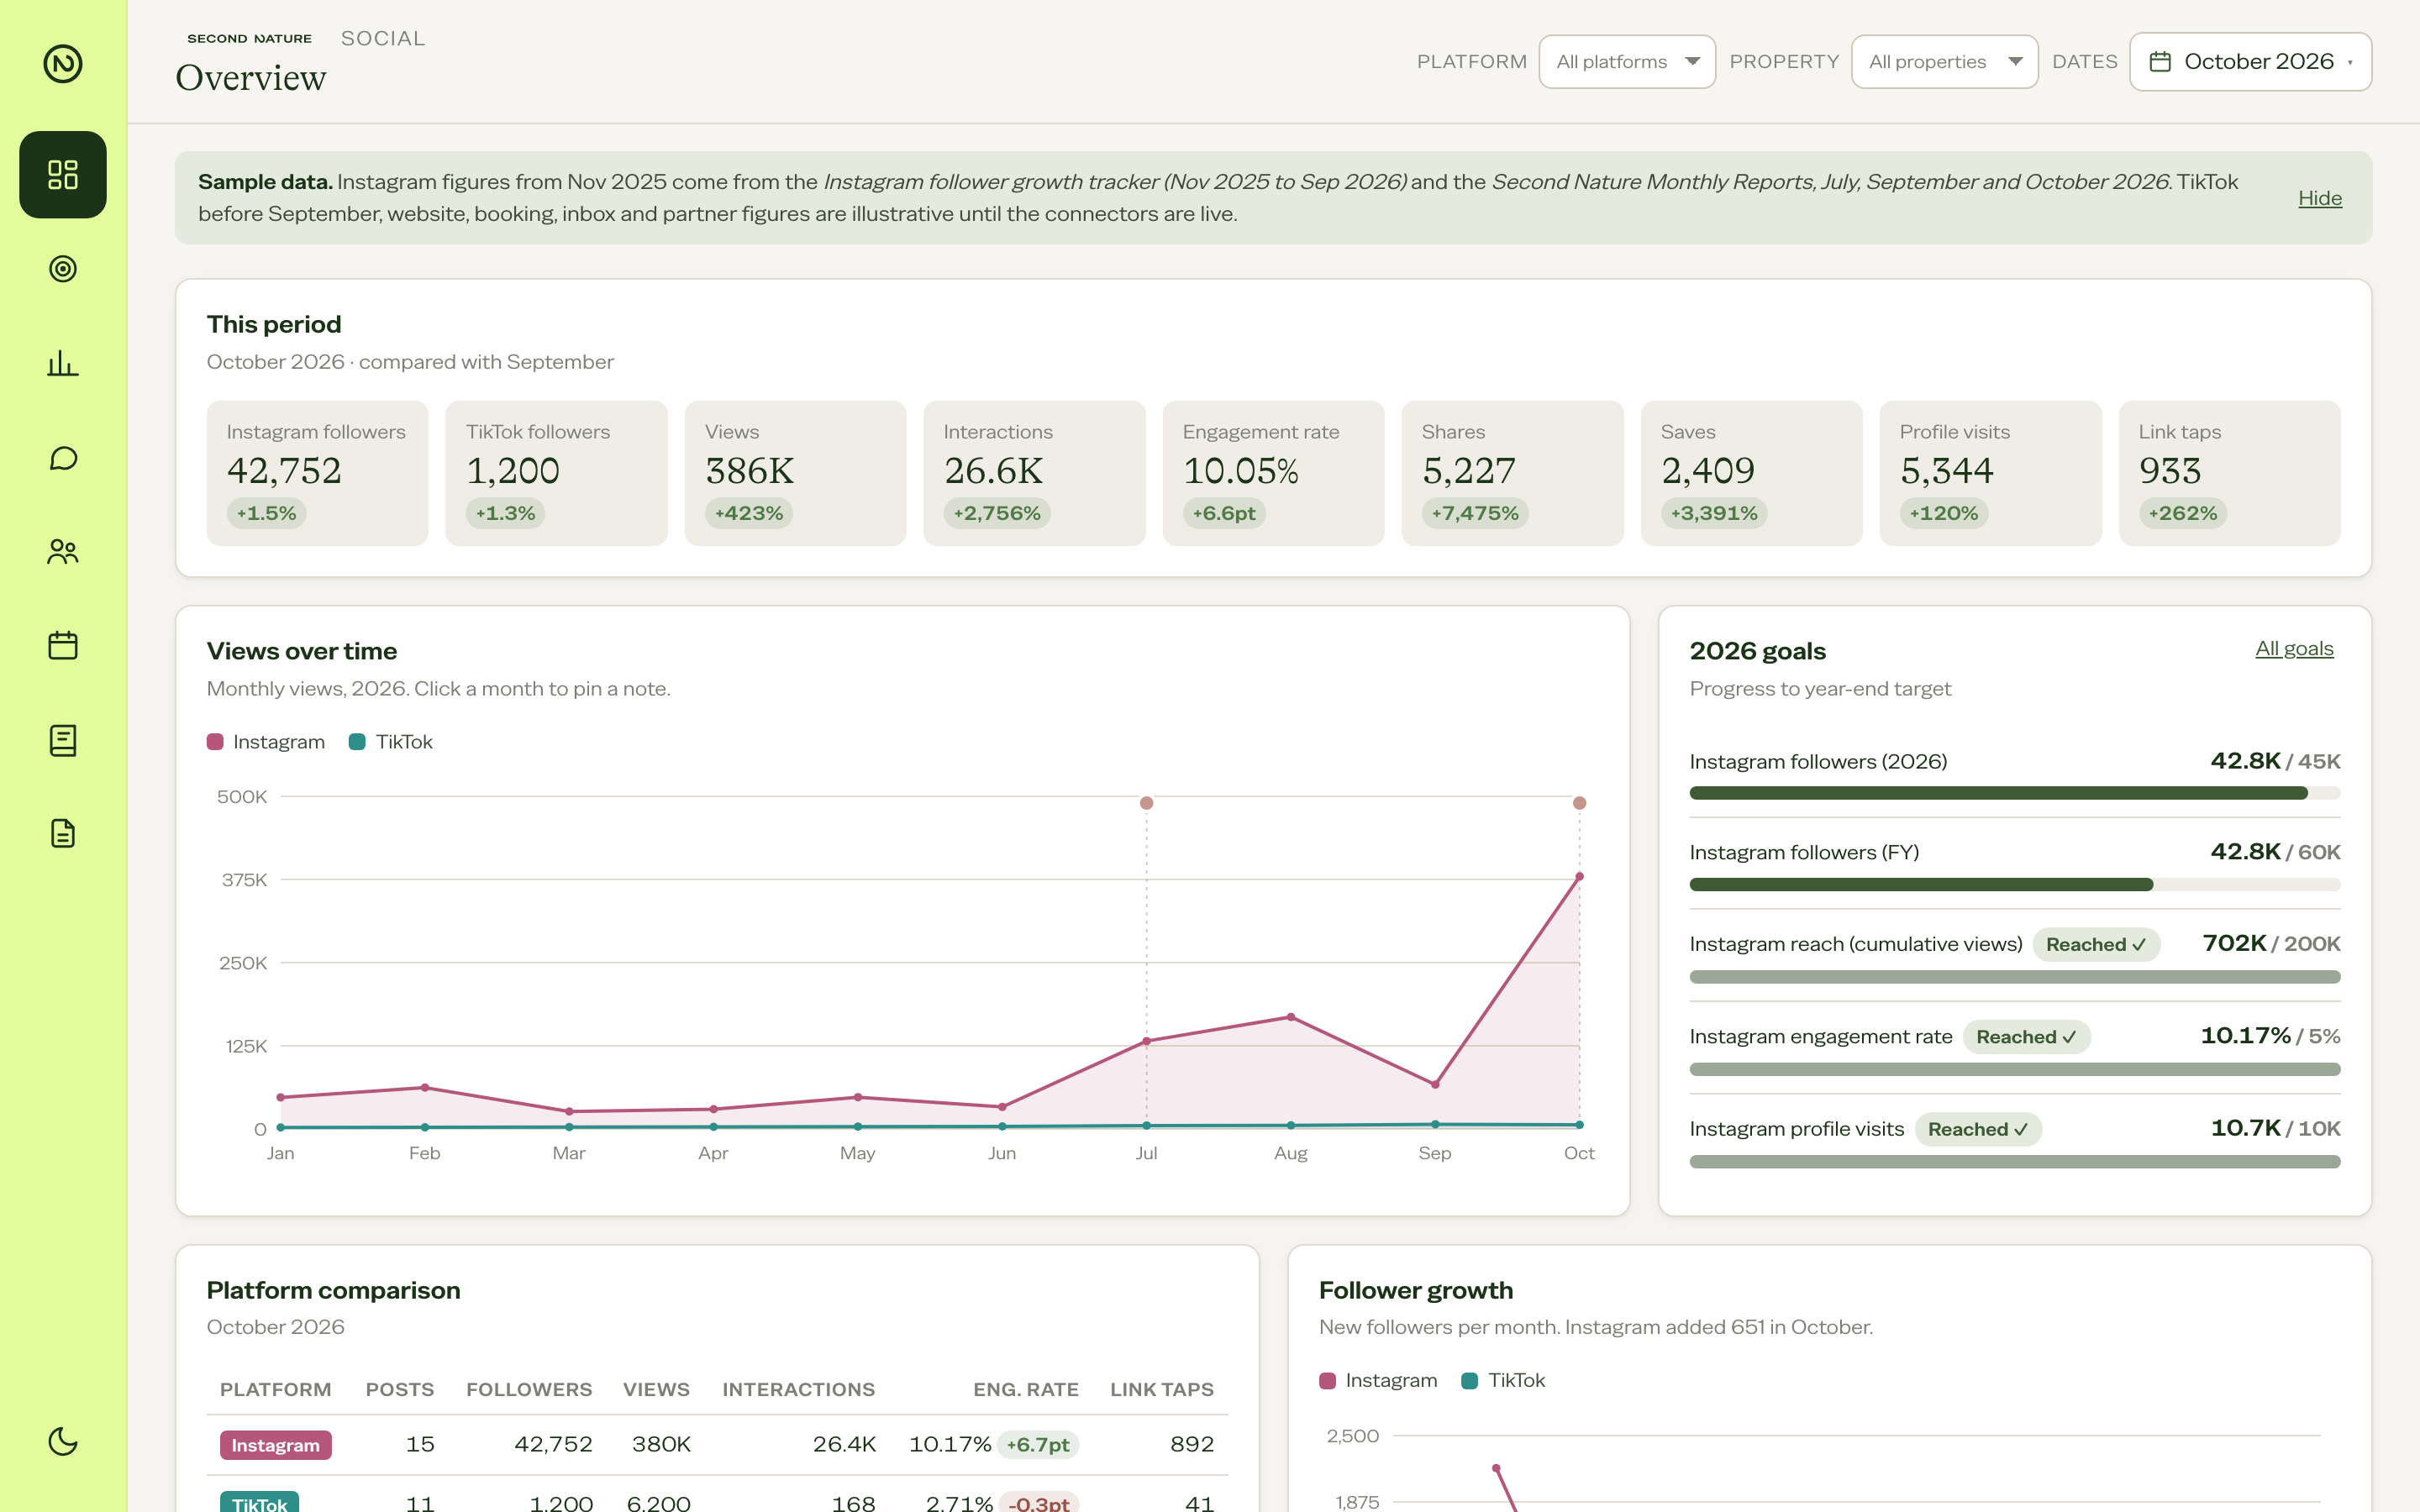 SECOND NATURE SOCIAL
Overview
PLATFORM All platforms PROPERTY All properties DATES October 2026
Sample data. Instagram figures from Nov 2025 come from the Instagram follower growth tracker (Nov 2025 to Sep 2026) and the Second Nature Monthly Reports, July, September and October 2026. TikTok
before September, website, booking, inbox and partner figures are illustrative until the connectors are live.
Hide
This period
October 2026 · compared with September
Instagram followers
42,752
+1.5%
TikTok followers
1,200
+1.3%
Views
386K
+423%
Interactions
26.6K
+2,756%
Engagement rate
10.05%
+6.6pt
Shares
5,227
+7,475%
Saves
2,409
+3,391%
Profile visits
5,344
+120%
Link taps
933
+262%
Views over time
Monthly views, 2026. Click a month to pin a note.
Instagram TikTok
500K
375K
250K
125K
0
Jan Feb Mar Apr May Jun Jul Aug Sep Oct
2026 goals All goals
Progress to year-end target
Instagram followers (2026) 42.8K / 45K
Instagram followers (FY) 42.8K / 60K
Instagram reach (cumulative views) Reached ✓ 702K / 200K
Instagram engagement rate Reached ✓ 10.17% / 5%
Instagram profile visits Reached ✓ 10.7K / 10K
Platform comparison
October 2026
PLATFORM POSTS FOLLOWERS VIEWS INTERACTIONS ENG. RATE LINK TAPS
Instagram 15 42,752 380K 26.4K 10.17% +6.7pt 892
TikTok 11 1,200 6,200 168 2.71% -0.3pt 41
Follower growth
New followers per month. Instagram added 651 in October.
Instagram TikTok
2,500
1,875